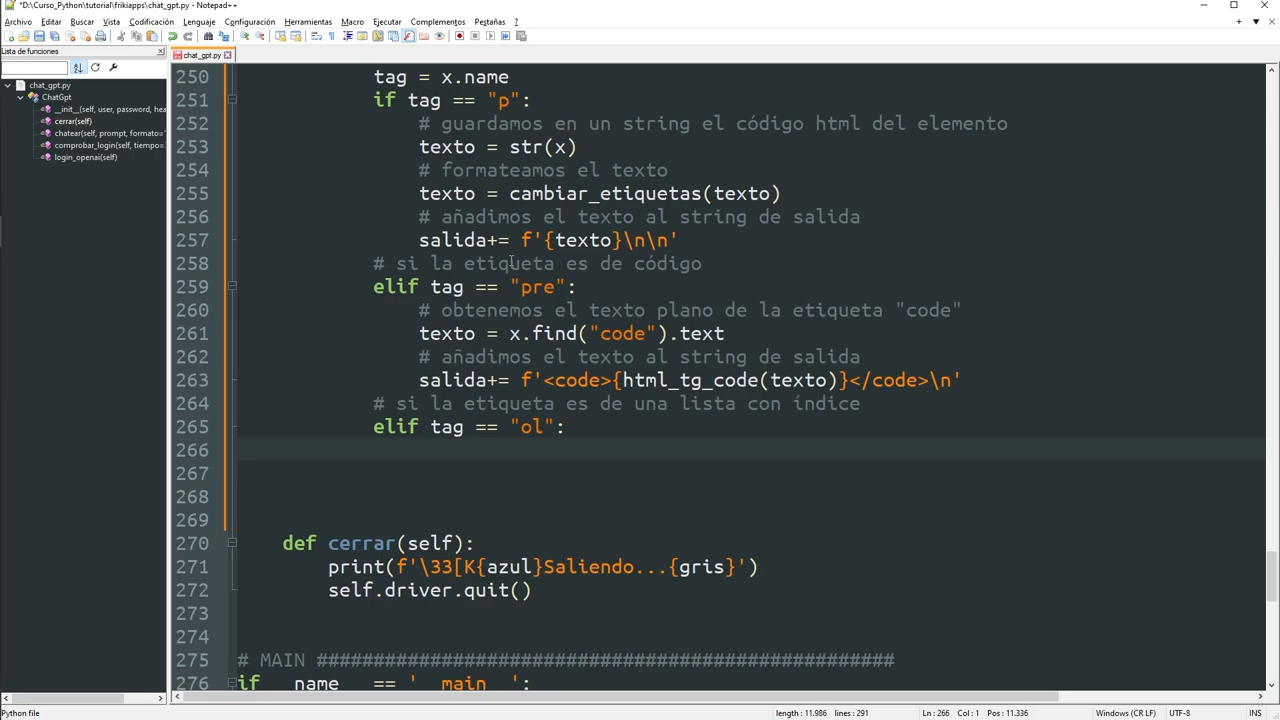 *D:\Curso_Python\tutorial\frikiapps\chat_gpt.py - Notepad++
Archivo Editar Buscar Vista Codificación Lenguaje Configuración Herramientas Macro Ejecutar Complementos Pestañas ?
Lista de funciones
chat_gpt.py
chat_gpt.py
ChatGpt
__init__(self, user, password, hea
cerrar(self)
chatear(self, prompt, formato='
comprobar_login(self, tiempo=
login_openai(self)
250 tag = x.name
251 if tag == "p":
252 # guardamos en un string el código html del elemento
253 texto = str(x)
254 # formateamos el texto
255 texto = cambiar_etiquetas(texto)
256 # añadimos el texto al string de salida
257 salida+= f'{texto}\n\n'
258 # si la etiqueta es de código
259 elif tag == "pre":
260 # obtenemos el texto plano de la etiqueta "code"
261 texto = x.find("code").text
262 # añadimos el texto al string de salida
263 salida+= f'<code>{html_tg_code(texto)}</code>\n'
264 # si la etiqueta es de una lista con índice
265 elif tag == "ol":
266
267
268
269
270 def cerrar(self):
271 print(f'\33[K{azul}Saliendo...{gris}')
272 self.driver.quit()
273
274
275 # MAIN ###################################################
276 if __name__ == '__main__':
Python file length : 11.986 lines : 291 Ln : 266 Col : 1 Pos : 11.336 Windows (CR LF) UTF-8 INS